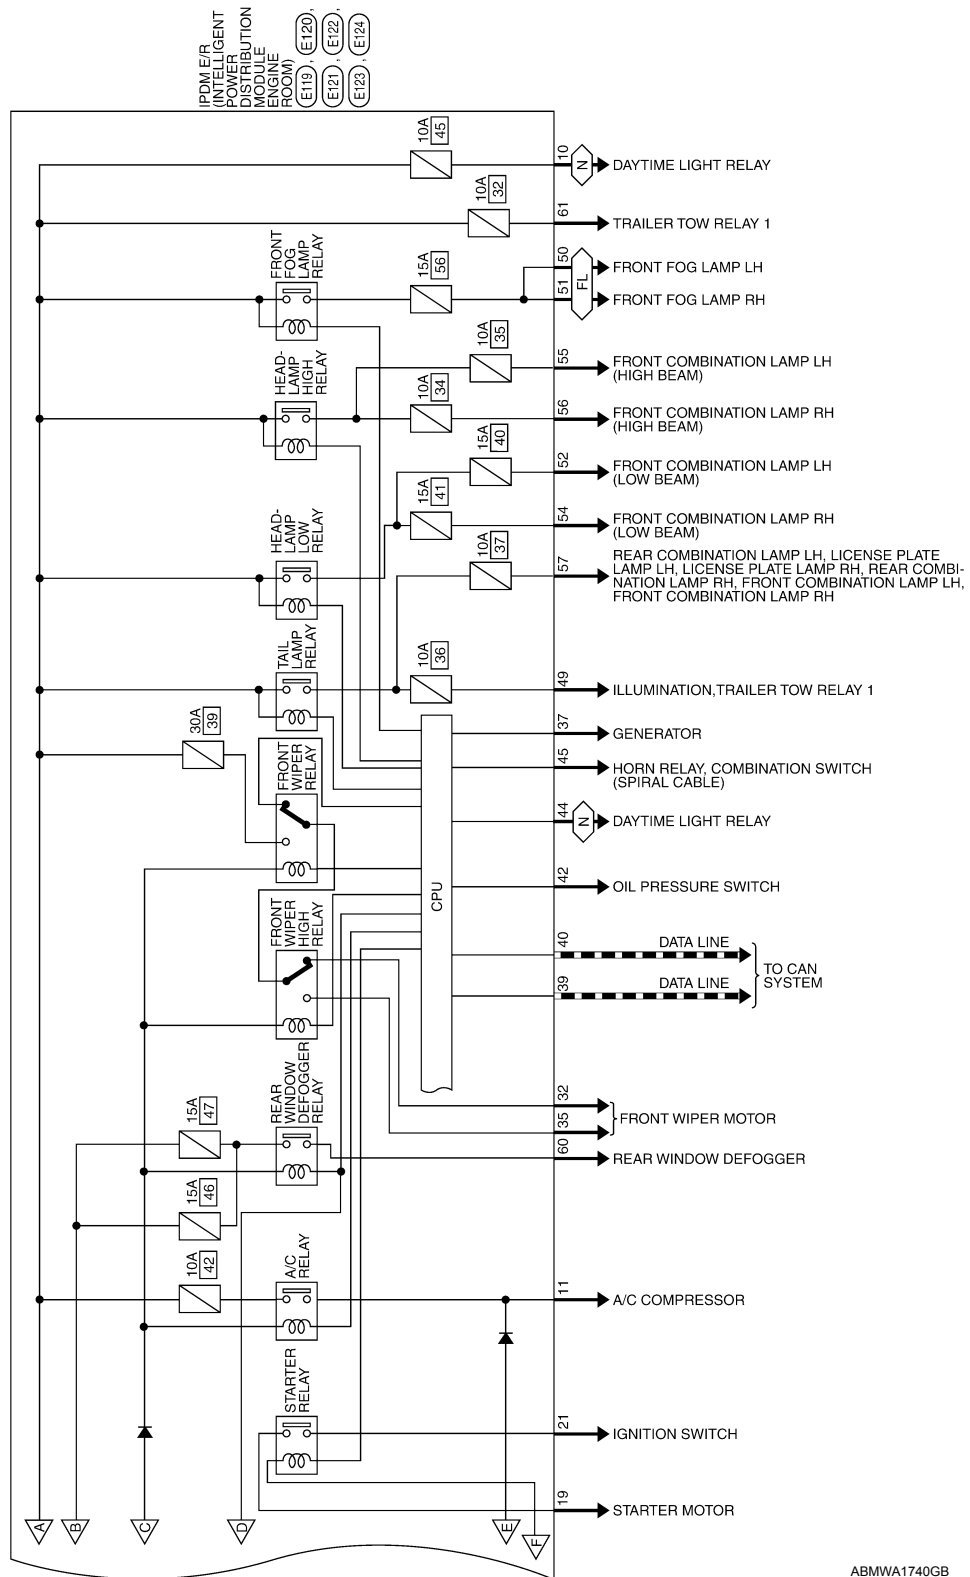 IPDM E/R
(INTELLIGENT
POWER
DISTRIBUTION
MODULE
ENGINE
ROOM)
E119 , E120 ,
E121 , E122 ,
E123 , E124
10A
45
10
N
DAYTIME LIGHT RELAY
10A
32
61
TRAILER TOW RELAY 1
FRONT
FOG
LAMP
RELAY
15A
56
50
51
FL
FRONT FOG LAMP LH
FRONT FOG LAMP RH
10A
35
55
FRONT COMBINATION LAMP LH
(HIGH BEAM)
HEAD-
LAMP
HIGH
RELAY
10A
34
56
FRONT COMBINATION LAMP RH
(HIGH BEAM)
15A
40
52
FRONT COMBINATION LAMP LH
(LOW BEAM)
HEAD-
LAMP
LOW
RELAY
15A
41
54
FRONT COMBINATION LAMP RH
(LOW BEAM)
10A
37
57
REAR COMBINATION LAMP LH, LICENSE PLATE
LAMP LH, LICENSE PLATE LAMP RH, REAR COMBI-
NATION LAMP RH, FRONT COMBINATION LAMP LH,
FRONT COMBINATION LAMP RH
TAIL
LAMP
RELAY
10A
36
49
ILLUMINATION,TRAILER TOW RELAY 1
30A
39
FRONT
WIPER
RELAY
37
GENERATOR
45
HORN RELAY, COMBINATION SWITCH
(SPIRAL CABLE)
44
N
DAYTIME LIGHT RELAY
CPU
42
OIL PRESSURE SWITCH
FRONT
WIPER
HIGH
RELAY
40
DATA LINE
39
DATA LINE
TO CAN
SYSTEM
REAR
WINDOW
DEFOGGER
RELAY
32
35
FRONT WIPER MOTOR
15A
47
60
REAR WINDOW DEFOGGER
15A
46
10A
42
A/C
RELAY
11
A/C COMPRESSOR
STARTER
RELAY
21
IGNITION SWITCH
19
STARTER MOTOR
A
B
C
D
E
F
ABMWA1740GB